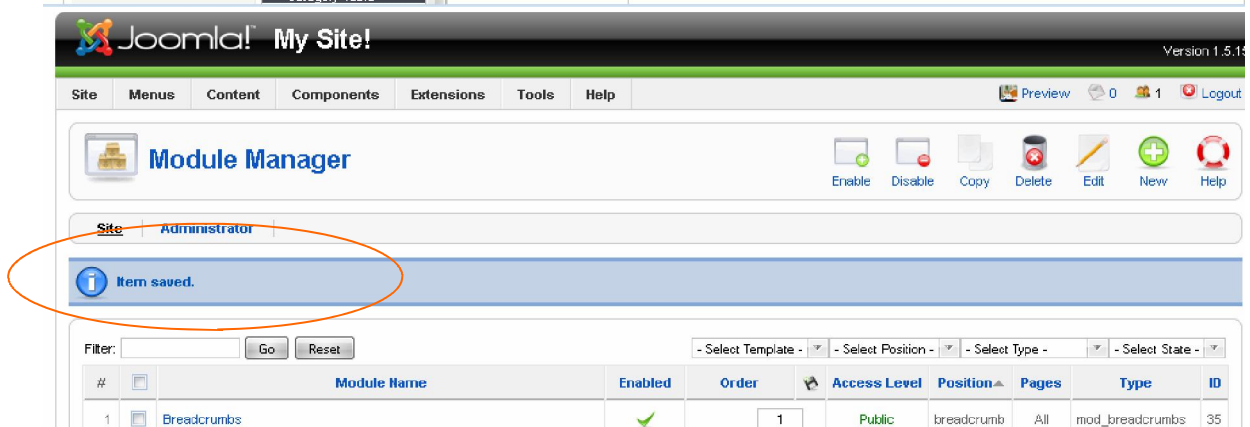 Joomla! My Site!
Version 1.5.15
Site Menus Content Components Extensions Tools Help Preview 0 1 Logout
Module Manager
Enable Disable Copy Delete Edit New Help
Site Administrator
Item saved.
Filter: Go Reset - Select Template - - Select Position - - Select Type - - Select State -
# Module Name Enabled Order Access Level Position Pages Type ID
1 Breadcrumbs 1 Public breadcrumb All mod_breadcrumbs 35